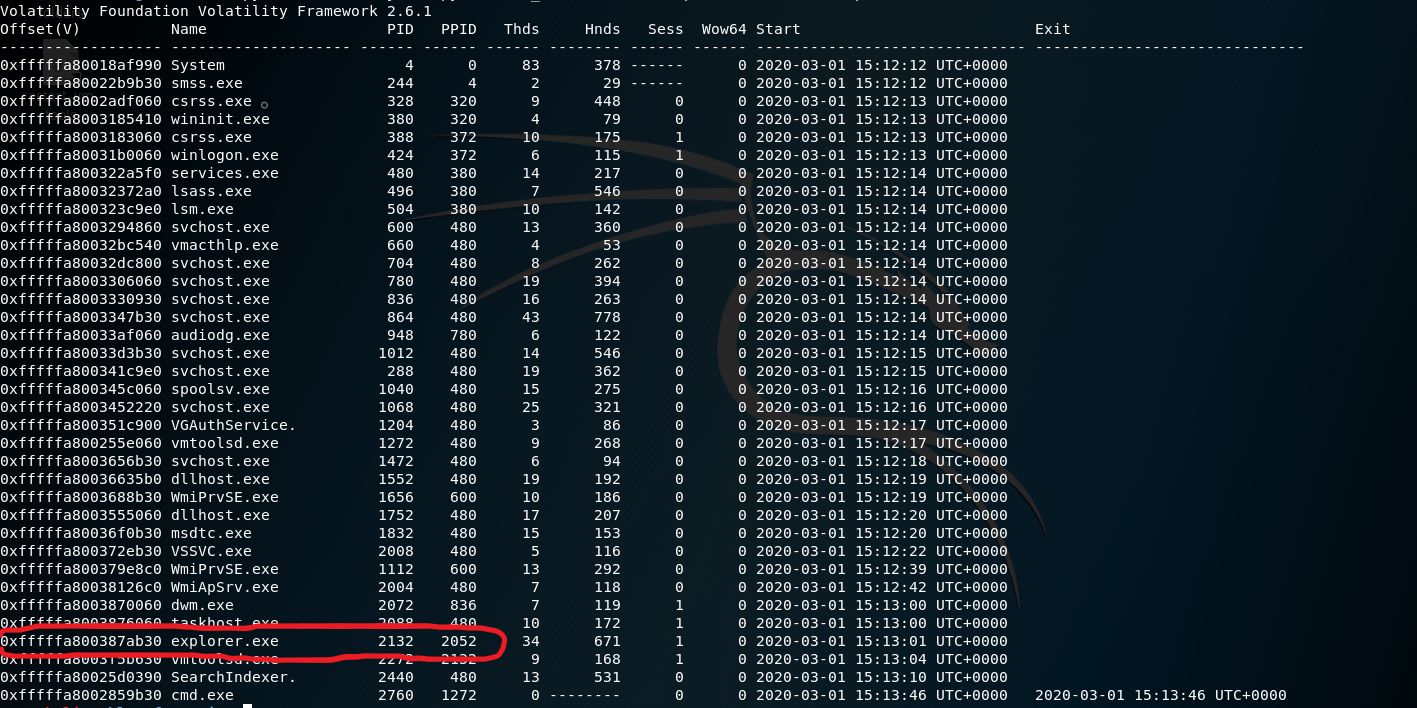 Volatility Foundation Volatility Framework 2.6.1
Offset(V)          Name                    PID   PPID   Thds     Hnds   Sess  Wow64 Start                          Exit
------------------ -------------------- ------ ------ ------ -------- ------ ------ ------------------------------ ------------------------------
0xfffffa80018af990 System                    4      0     83      378 ------      0 2020-03-01 15:12:12 UTC+0000
0xfffffa80022b9b30 smss.exe                244      4      2       29 ------      0 2020-03-01 15:12:12 UTC+0000
0xfffffa8002adf060 csrss.exe               328    320      9      448      0      0 2020-03-01 15:12:13 UTC+0000
0xfffffa8003185410 wininit.exe             380    320      4       79      0      0 2020-03-01 15:12:13 UTC+0000
0xfffffa8003183060 csrss.exe               388    372     10      175      1      0 2020-03-01 15:12:13 UTC+0000
0xfffffa80031b0060 winlogon.exe            424    372      6      115      1      0 2020-03-01 15:12:13 UTC+0000
0xfffffa800322a5f0 services.exe            480    380     14      217      0      0 2020-03-01 15:12:14 UTC+0000
0xfffffa80032372a0 lsass.exe               496    380      7      546      0      0 2020-03-01 15:12:14 UTC+0000
0xfffffa800323c9e0 lsm.exe                 504    380     10      142      0      0 2020-03-01 15:12:14 UTC+0000
0xfffffa8003294860 svchost.exe             600    480     13      360      0      0 2020-03-01 15:12:14 UTC+0000
0xfffffa80032bc540 vmacthlp.exe            660    480      4       53      0      0 2020-03-01 15:12:14 UTC+0000
0xfffffa80032dc800 svchost.exe             704    480      8      262      0      0 2020-03-01 15:12:14 UTC+0000
0xfffffa8003306060 svchost.exe             780    480     19      394      0      0 2020-03-01 15:12:14 UTC+0000
0xfffffa8003330930 svchost.exe             836    480     16      263      0      0 2020-03-01 15:12:14 UTC+0000
0xfffffa8003347b30 svchost.exe             864    480     43      778      0      0 2020-03-01 15:12:14 UTC+0000
0xfffffa80033af060 audiodg.exe             948    780      6      122      0      0 2020-03-01 15:12:14 UTC+0000
0xfffffa80033d3b30 svchost.exe            1012    480     14      546      0      0 2020-03-01 15:12:15 UTC+0000
0xfffffa800341c9e0 svchost.exe             288    480     19      362      0      0 2020-03-01 15:12:15 UTC+0000
0xfffffa800345c060 spoolsv.exe            1040    480     15      275      0      0 2020-03-01 15:12:16 UTC+0000
0xfffffa8003452220 svchost.exe            1068    480     25      321      0      0 2020-03-01 15:12:16 UTC+0000
0xfffffa800351c900 VGAuthService.         1204    480      3       86      0      0 2020-03-01 15:12:17 UTC+0000
0xfffffa800255e060 vmtoolsd.exe           1272    480      9      268      0      0 2020-03-01 15:12:17 UTC+0000
0xfffffa8003656b30 svchost.exe            1472    480      6       94      0      0 2020-03-01 15:12:18 UTC+0000
0xfffffa80036635b0 dllhost.exe            1552    480     19      192      0      0 2020-03-01 15:12:19 UTC+0000
0xfffffa8003688b30 WmiPrvSE.exe           1656    600     10      186      0      0 2020-03-01 15:12:19 UTC+0000
0xfffffa8003555060 dllhost.exe            1752    480     17      207      0      0 2020-03-01 15:12:20 UTC+0000
0xfffffa80036f0b30 msdtc.exe              1832    480     15      153      0      0 2020-03-01 15:12:20 UTC+0000
0xfffffa800372eb30 VSSVC.exe              2008    480      5      116      0      0 2020-03-01 15:12:22 UTC+0000
0xfffffa800379e8c0 WmiPrvSE.exe           1112    600     13      292      0      0 2020-03-01 15:12:39 UTC+0000
0xfffffa80038126c0 WmiApSrv.exe           2004    480      7      118      0      0 2020-03-01 15:12:42 UTC+0000
0xfffffa8003870060 dwm.exe                2072    836      7      119      1      0 2020-03-01 15:13:00 UTC+0000
0xfffffa8003876060 taskhost.exe           2088    480     10      172      1      0 2020-03-01 15:13:00 UTC+0000
0xfffffa800387ab30 explorer.exe           2132   2052     34      671      1      0 2020-03-01 15:13:01 UTC+0000
0xfffffa8003f5b630 vmtoolsd.exe           2272   2132      9      168      1      0 2020-03-01 15:13:04 UTC+0000
0xfffffa80025d0390 SearchIndexer.         2440    480     13      531      0      0 2020-03-01 15:13:10 UTC+0000
0xfffffa8002859b30 cmd.exe                2760   1272      0 --------      0      0 2020-03-01 15:13:46 UTC+0000   2020-03-01 15:13:46 UTC+0000